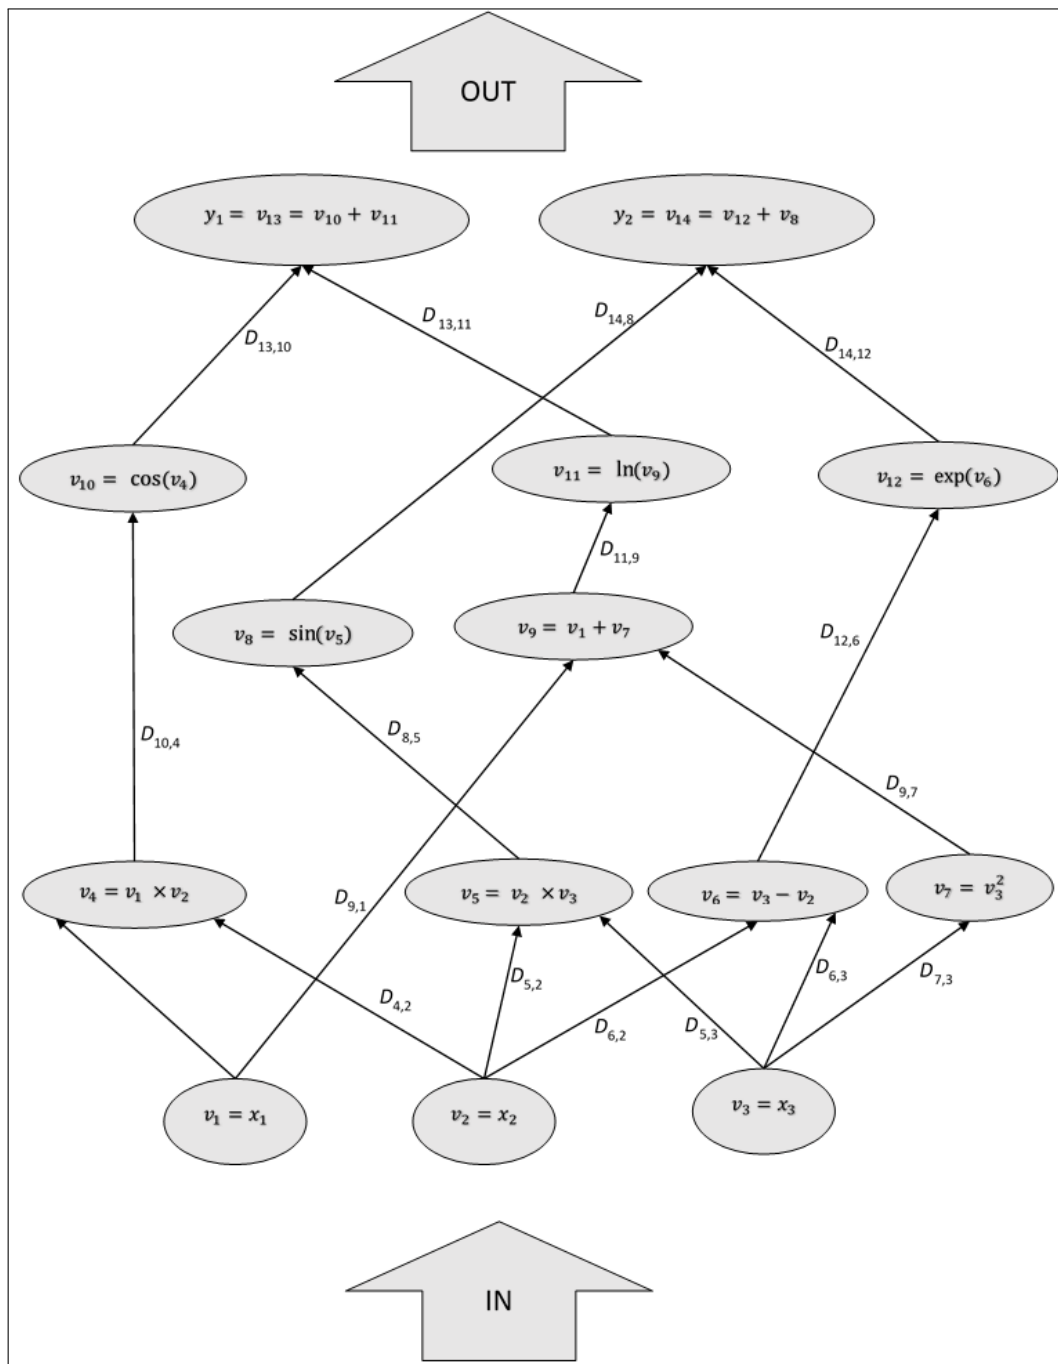 OUT
y₁ = v₁₃ = v₁₀ + v₁₁
y₂ = v₁₄ = v₁₂ + v₈
D₁₃,₁₀
D₁₃,₁₁
D₁₄,₈
D₁₄,₁₂
v₁₀ = cos(v₄)
v₁₁ = ln(v₉)
v₁₂ = exp(v₆)
D₁₁,₉
v₈ = sin(v₅)
v₉ = v₁ + v₇
D₁₂,₆
D₁₀,₄
D₈,₅
D₉,₇
v₄ = v₁ × v₂
D₉,₁
v₅ = v₂ × v₃
v₆ = v₃ − v₂
v₇ = v₃²
D₄,₂
D₅,₂
D₆,₂
D₅,₃
D₆,₃
D₇,₃
v₁ = x₁
v₂ = x₂
v₃ = x₃
IN